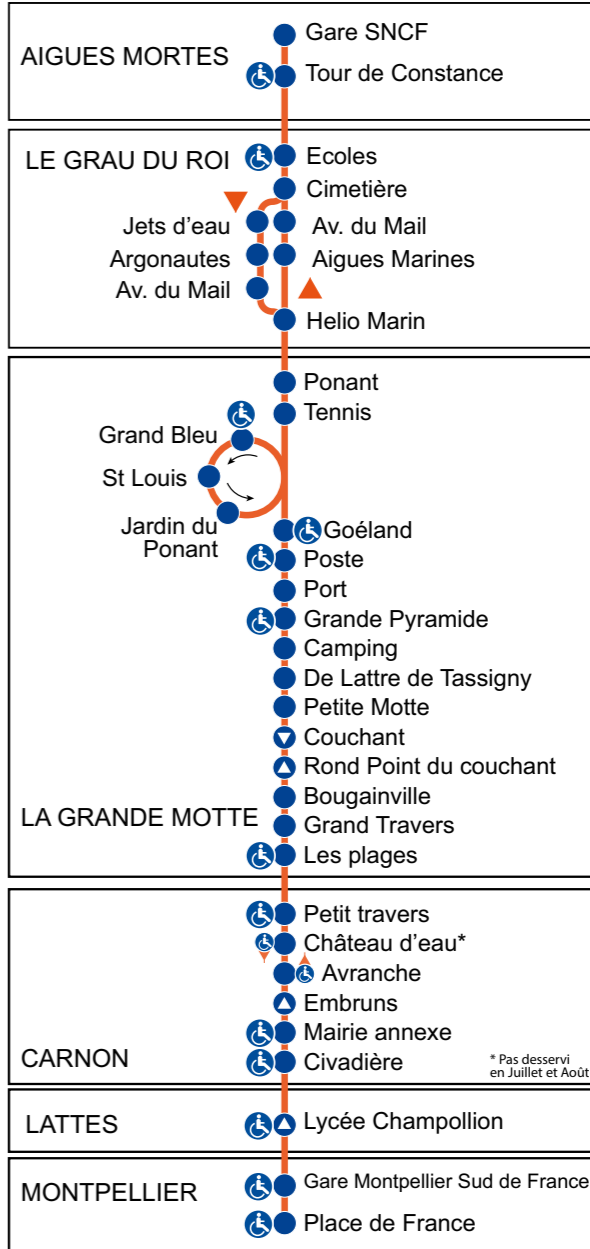 AIGUES MORTES
Gare SNCF
Tour de Constance
LE GRAU DU ROI
Ecoles
Cimetière
Jets d'eau
Av. du Mail
Argonautes
Aigues Marines
Av. du Mail
Helio Marin
Ponant
Tennis
Grand Bleu
St Louis
Jardin du
Ponant
Goéland
Poste
Port
Grande Pyramide
Camping
De Lattre de Tassigny
Petite Motte
Couchant
Rond Point du couchant
Bougainville
LA GRANDE MOTTE
Grand Travers
Les plages
Petit travers
Château d'eau*
Avranche
Embruns
Mairie annexe
CARNON
Civadière
* Pas desservi
en Juillet et Août
LATTES
Lycée Champollion
MONTPELLIER
Gare Montpellier Sud de France
Place de France